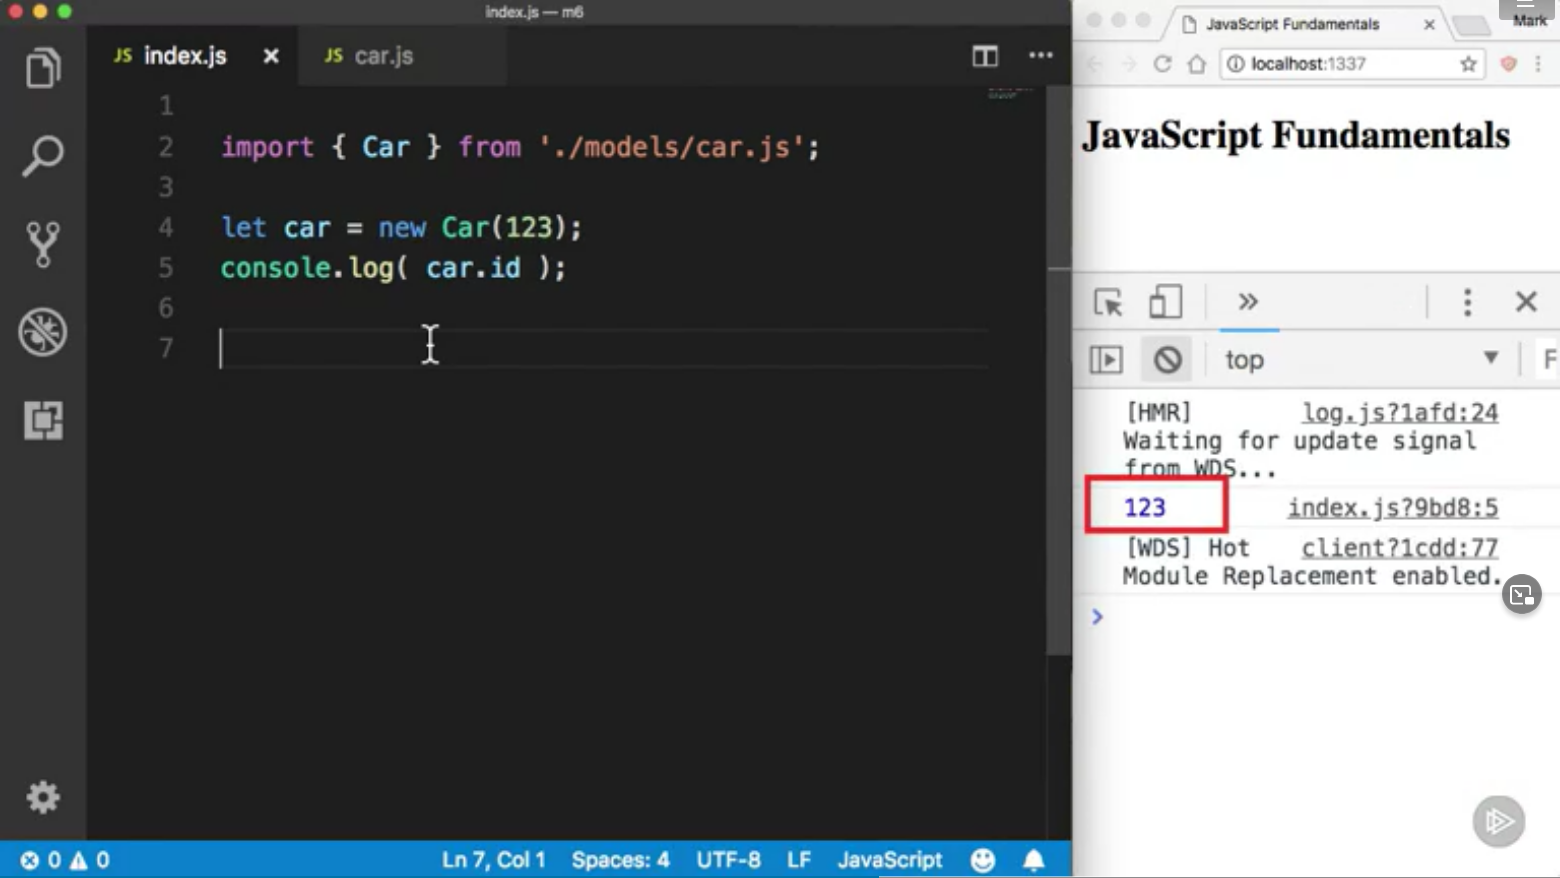 index.js — m6
JS index.js
JS car.js
1
2 import { Car } from './models/car.js';
3
4 let car = new Car(123);
5 console.log( car.id );
6
7
0 0
Ln 7, Col 1 Spaces: 4 UTF-8 LF JavaScript
JavaScript Fundamentals
Mark
localhost:1337
JavaScript Fundamentals
top
F
[HMR] log.js?1afd:24
Waiting for update signal
from WDS...
123 index.js?9bd8:5
[WDS] Hot client?1cdd:77
Module Replacement enabled.